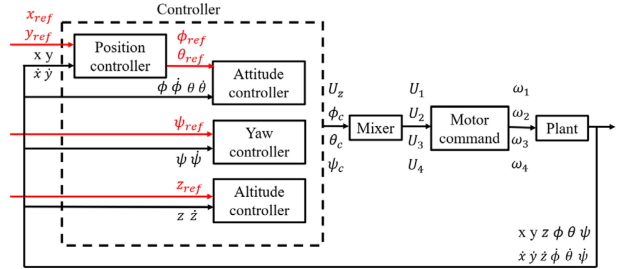 Controller
x_ref
y_ref
x y
ẋ ẏ
Position
controller
ϕ_ref
θ_ref
ϕ ϕ̇ θ θ̇
Attitude
controller
ψ_ref
ψ ψ̇
Yaw
controller
z_ref
z ż
Altitude
controller
U_z
ϕ_c
θ_c
ψ_c
Mixer
U_1
U_2
U_3
U_4
Motor
command
ω_1
ω_2
ω_3
ω_4
Plant
x y z ϕ θ ψ
ẋ ẏ ż ϕ̇ θ̇ ψ̇